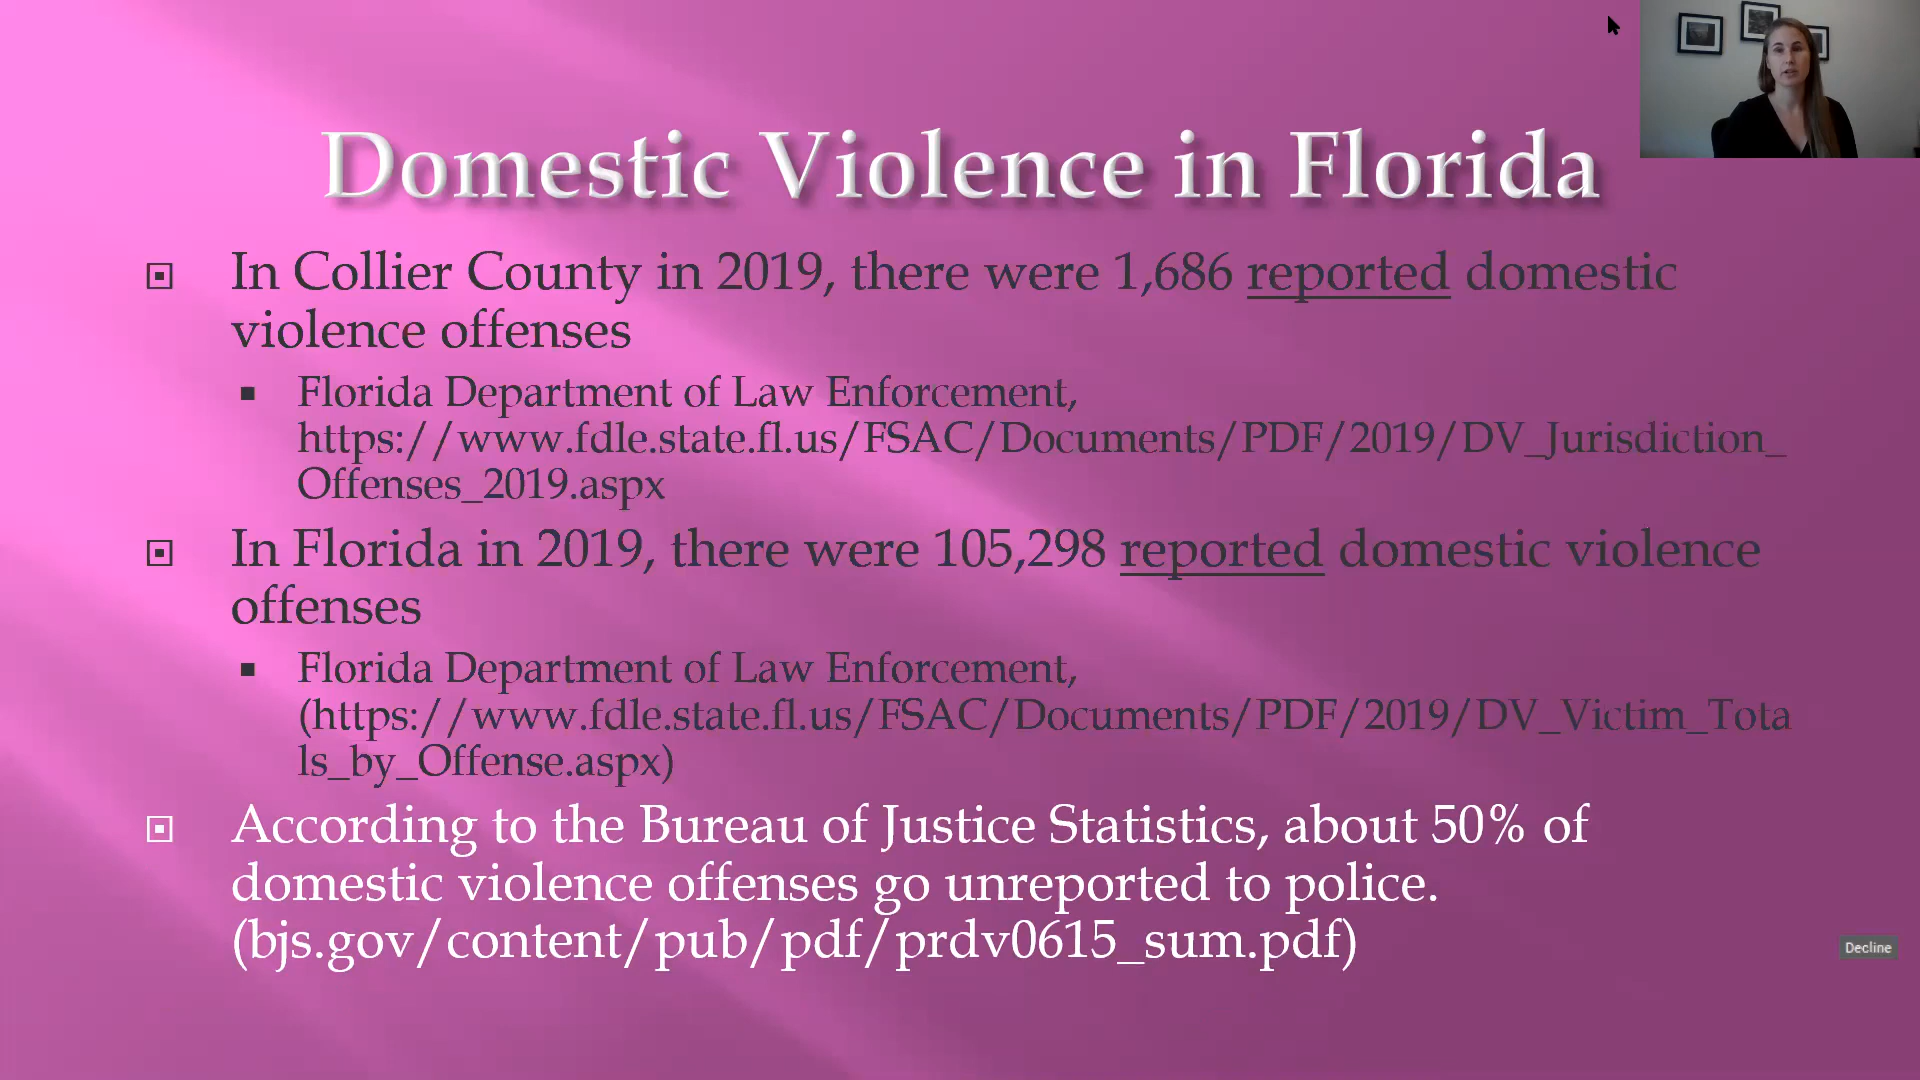 Domestic Violence in Florida
In Collier County in 2019, there were 1,686 reported domestic
violence offenses
Florida Department of Law Enforcement,
https://www.fdle.state.fl.us/FSAC/Documents/PDF/2019/DV_Jurisdiction_
Offenses_2019.aspx
In Florida in 2019, there were 105,298 reported domestic violence
offenses
Florida Department of Law Enforcement,
(https://www.fdle.state.fl.us/FSAC/Documents/PDF/2019/DV_Victim_Tota
ls_by_Offense.aspx)
According to the Bureau of Justice Statistics, about 50% of
domestic violence offenses go unreported to police.
(bjs.gov/content/pub/pdf/prdv0615_sum.pdf)
Decline